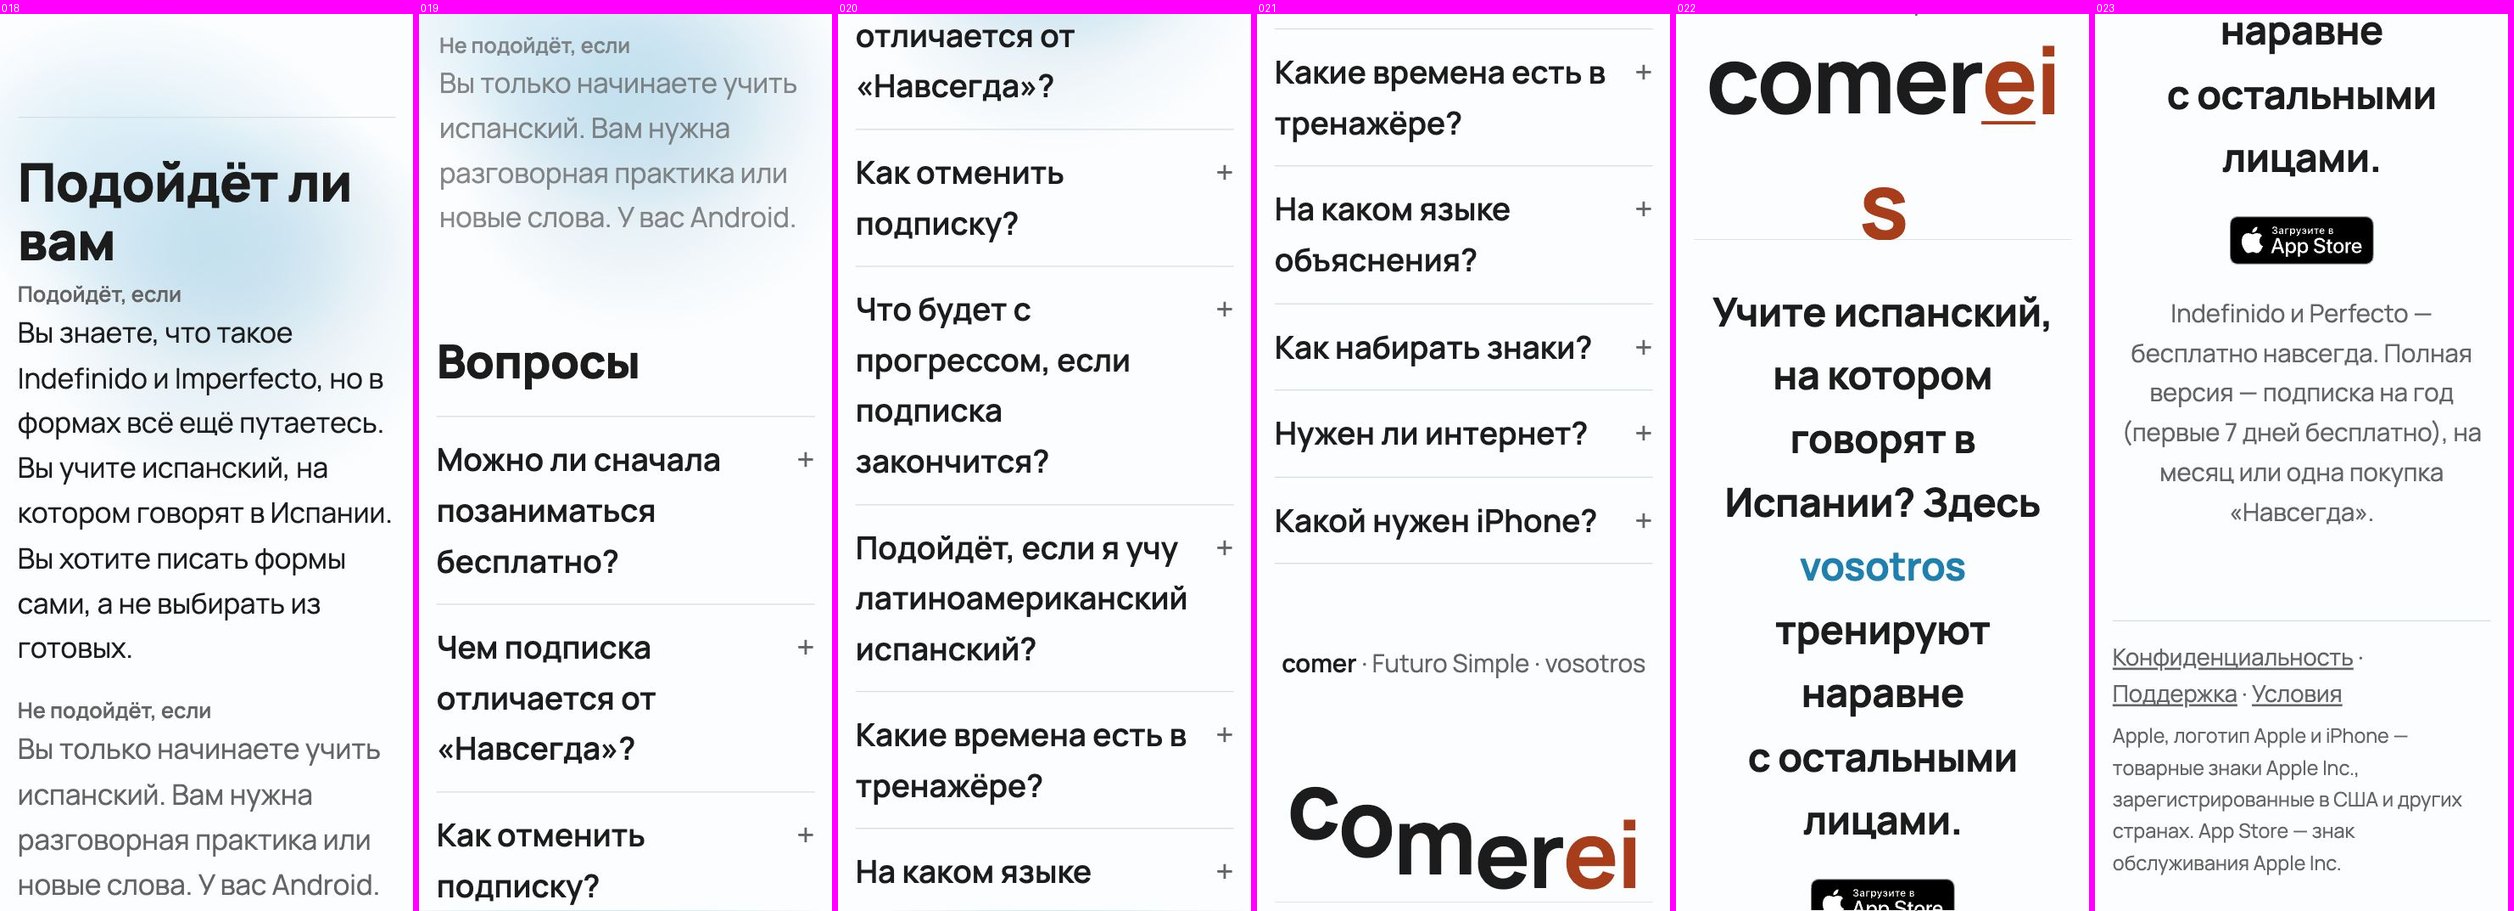 018
Подойдёт ли
вам
Подойдёт, если
Вы знаете, что такое
Indefinido и Imperfecto, но в
формах всё ещё путаетесь.
Вы учите испанский, на
котором говорят в Испании.
Вы хотите писать формы
сами, а не выбирать из
готовых.
Не подойдёт, если
Вы только начинаете учить
испанский. Вам нужна
разговорная практика или
новые слова. У вас Android.
019
Не подойдёт, если
Вы только начинаете учить
испанский. Вам нужна
разговорная практика или
новые слова. У вас Android.
Вопросы
Можно ли сначала +
позаниматься
бесплатно?
Чем подписка +
отличается от
«Навсегда»?
Как отменить +
подписку?
020
отличается от
«Навсегда»?
Как отменить +
подписку?
Что будет с +
прогрессом, если
подписка
закончится?
Подойдёт, если я учу +
латиноамериканский
испанский?
Какие времена есть в +
тренажёре?
На каком языке +
021
Какие времена есть в +
тренажёре?
На каком языке +
объяснения?
Как набирать знаки? +
Нужен ли интернет? +
Какой нужен iPhone? +
comer · Futuro Simple · vosotros
comerei
022
comerei
s
Учите испанский,
на котором
говорят в
Испании? Здесь
vosotros
тренируют
наравне
с остальными
лицами.
Загрузите в
App Store
023
наравне
с остальными
лицами.
Загрузите в
App Store
Indefinido и Perfecto —
бесплатно навсегда. Полная
версия — подписка на год
(первые 7 дней бесплатно), на
месяц или одна покупка
«Навсегда».
Конфиденциальность ·
Поддержка · Условия
Apple, логотип Apple и iPhone —
товарные знаки Apple Inc.,
зарегистрированные в США и других
странах. App Store — знак
обслуживания Apple Inc.